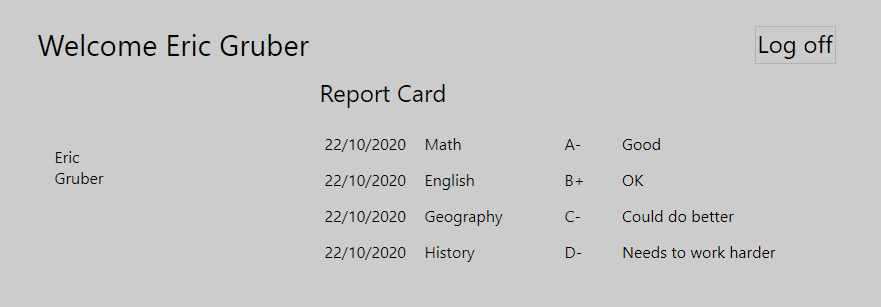 Welcome Eric Gruber
Log off
Report Card
Eric
Gruber
22/10/2020 Math A- Good
22/10/2020 English B+ OK
22/10/2020 Geography C- Could do better
22/10/2020 History D- Needs to work harder